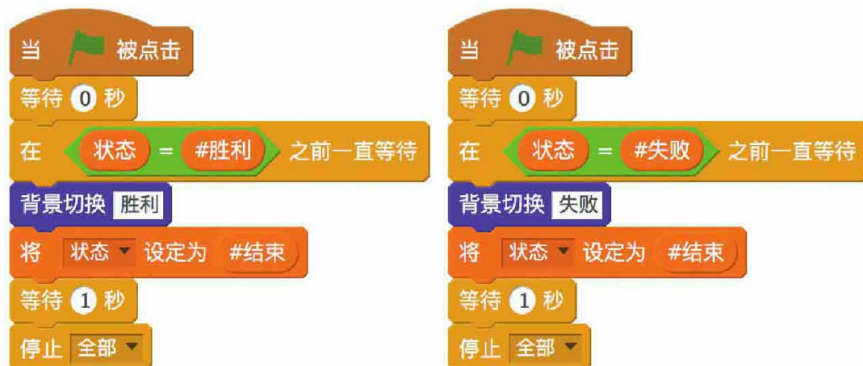 当 被点击
等待 0 秒
在 状态 = #胜利 之前一直等待
背景切换 胜利
将 状态 设定为 #结束
等待 1 秒
停止 全部
当 被点击
等待 0 秒
在 状态 = #失败 之前一直等待
背景切换 失败
将 状态 设定为 #结束
等待 1 秒
停止 全部